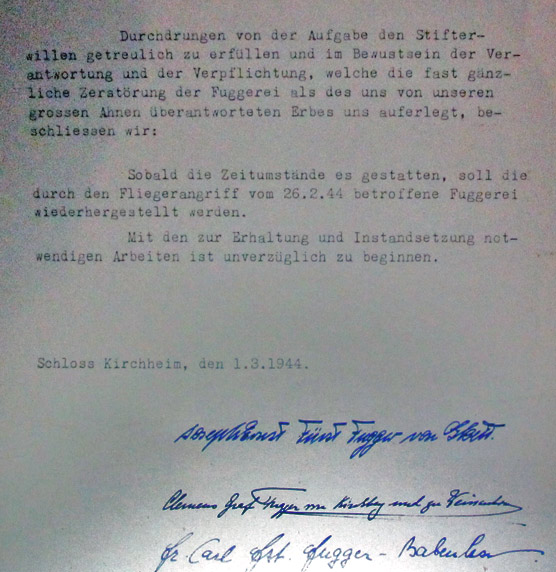 Durchdrungen von der Aufgabe den Stifter-
willen getreulich zu erfüllen und im Bewustsein der Ver-
antwortung und der Verpflichtung, welche die fast gänz-
liche Zerstörung der Fuggerei als des uns von unseren
grossen Ahnen überantworteten Erbes uns auferlegt, be-
schliessen wir:
Sobald die Zeitumstände es gestatten, soll die
durch den Fliegerangriff vom 26.2.44 betroffene Fuggerei
wiederhergestellt werden.
Mit den zur Erhaltung und Instandsetzung not-
wendigen Arbeiten ist unverzüglich zu beginnen.
Schloss Kirchheim, den 1.3.1944.
Joseph Ernst Fürst Fugger von Glött.
Clemens Graf Fugger von Kirchberg und zu Weissenhorn
Carl Fugger-Babenhausen